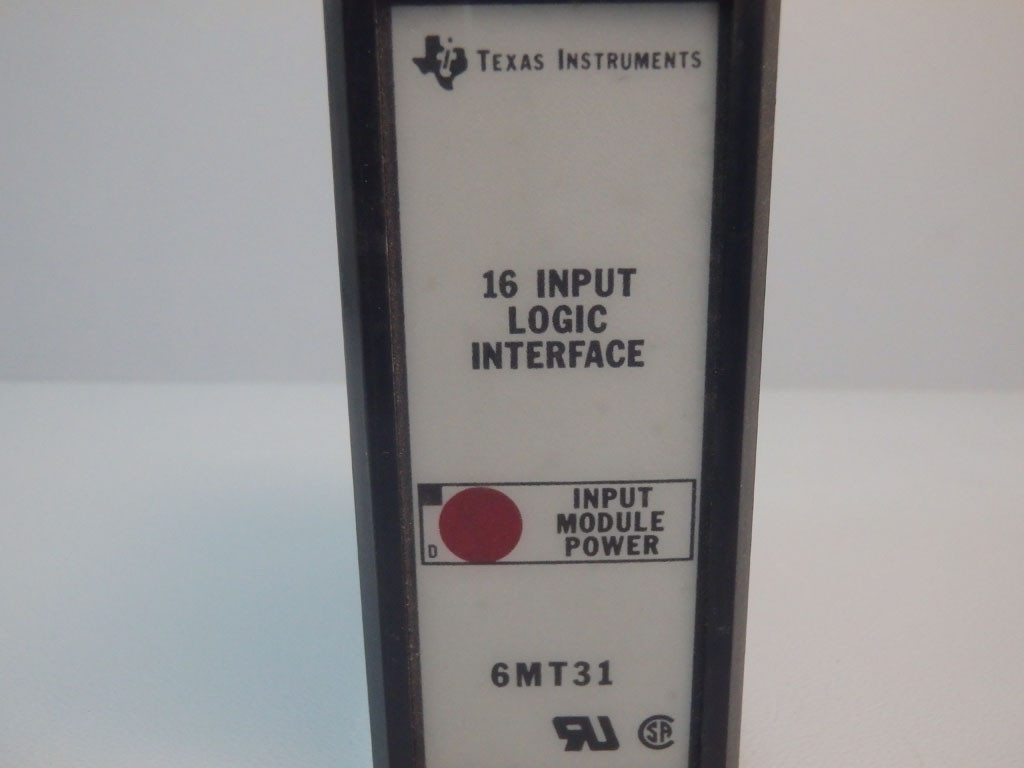 TEXAS INSTRUMENTS
16 INPUT
LOGIC
INTERFACE
D
INPUT
MODULE
POWER
6MT31